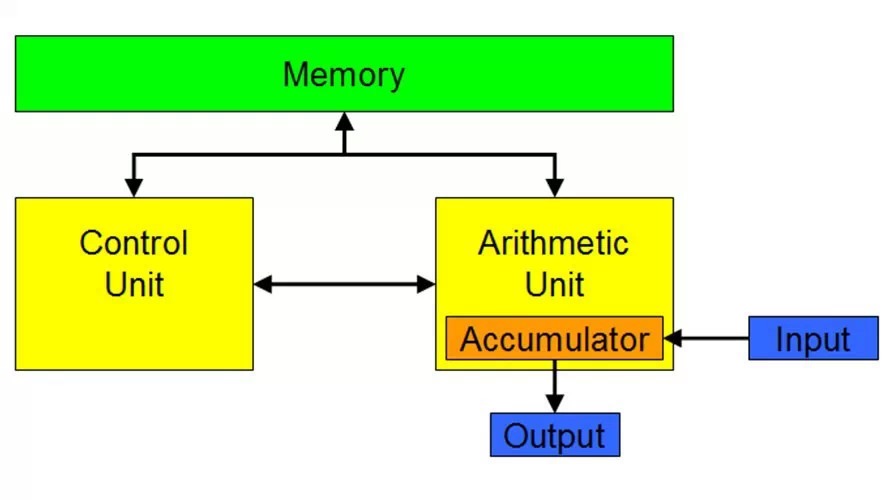 Memory
Control
Unit
Arithmetic
Unit
Accumulator
Input
Output